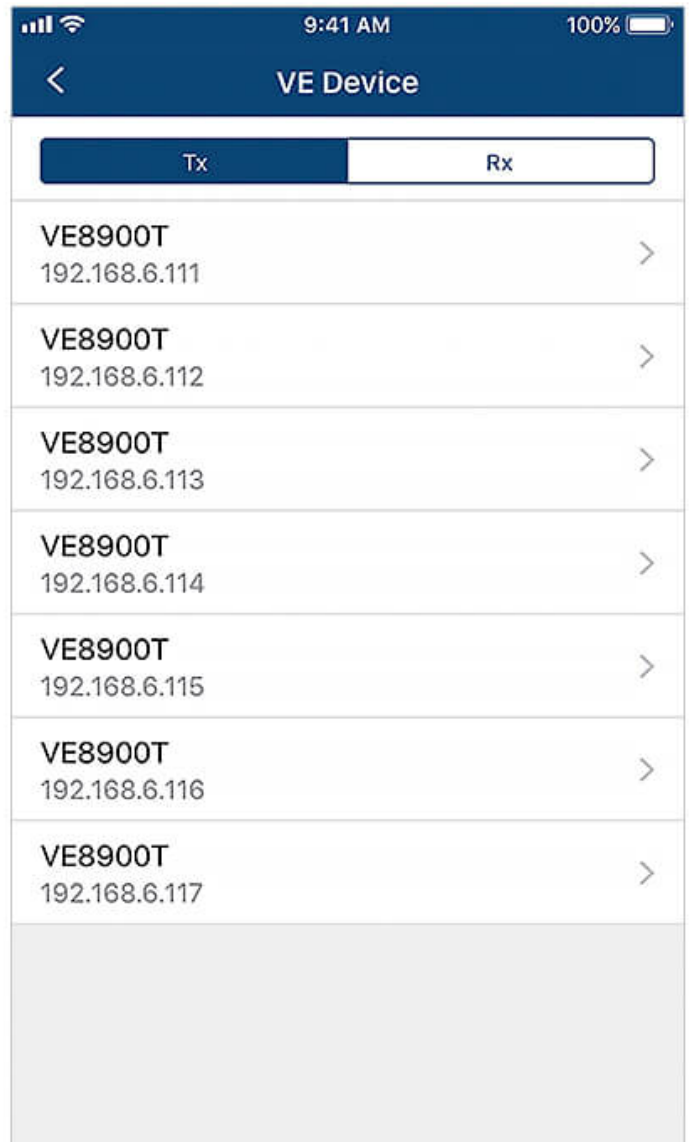 9:41 AM 100%
VE Device
Tx Rx
VE8900T
192.168.6.111
VE8900T
192.168.6.112
VE8900T
192.168.6.113
VE8900T
192.168.6.114
VE8900T
192.168.6.115
VE8900T
192.168.6.116
VE8900T
192.168.6.117